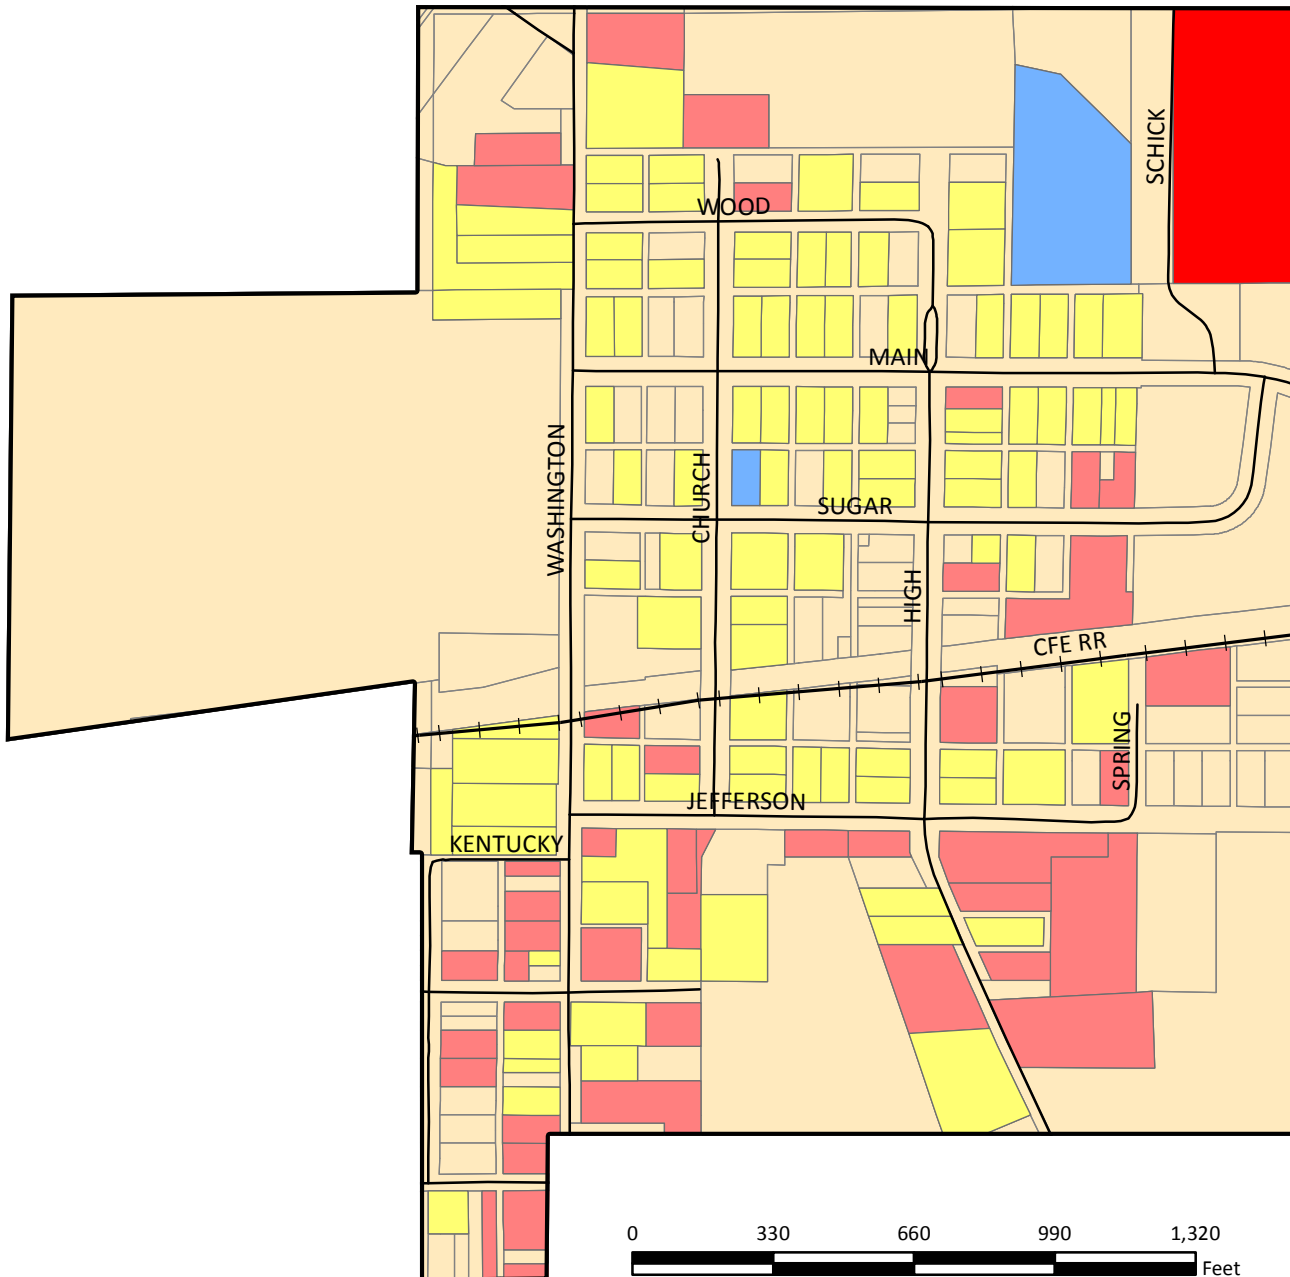 SCHICK
WOOD
MAIN
WASHINGTON
CHURCH
SUGAR
HIGH
CFE RR
SPRING
JEFFERSON
KENTUCKY
0 330 660 990 1,320
Feet